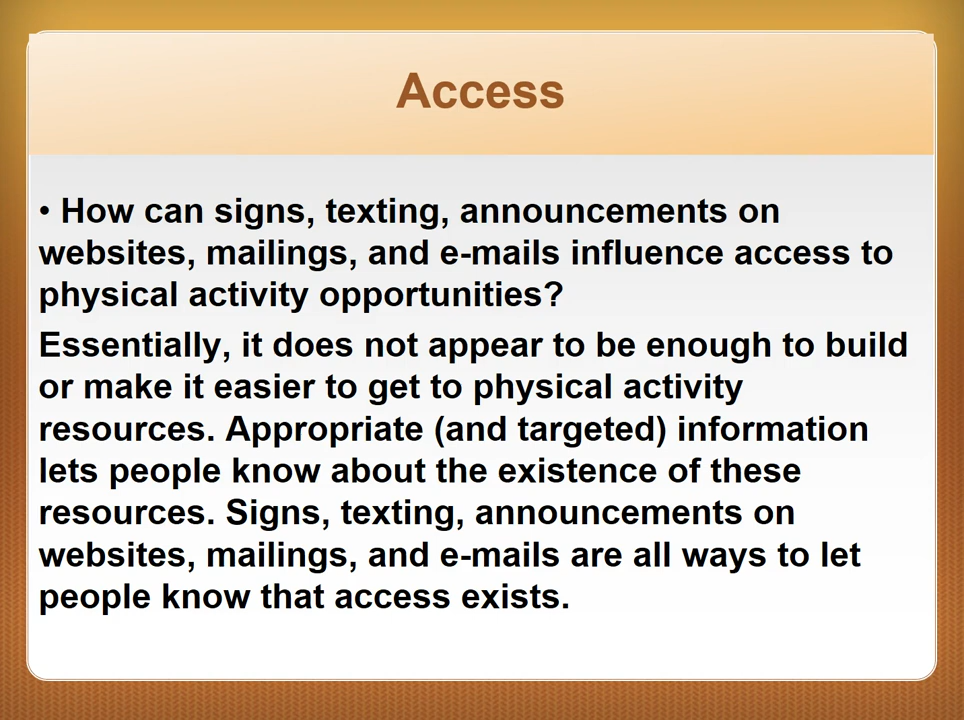 Access
• How can signs, texting, announcements on
websites, mailings, and e-mails influence access to
physical activity opportunities?
Essentially, it does not appear to be enough to build
or make it easier to get to physical activity
resources. Appropriate (and targeted) information
lets people know about the existence of these
resources. Signs, texting, announcements on
websites, mailings, and e-mails are all ways to let
people know that access exists.